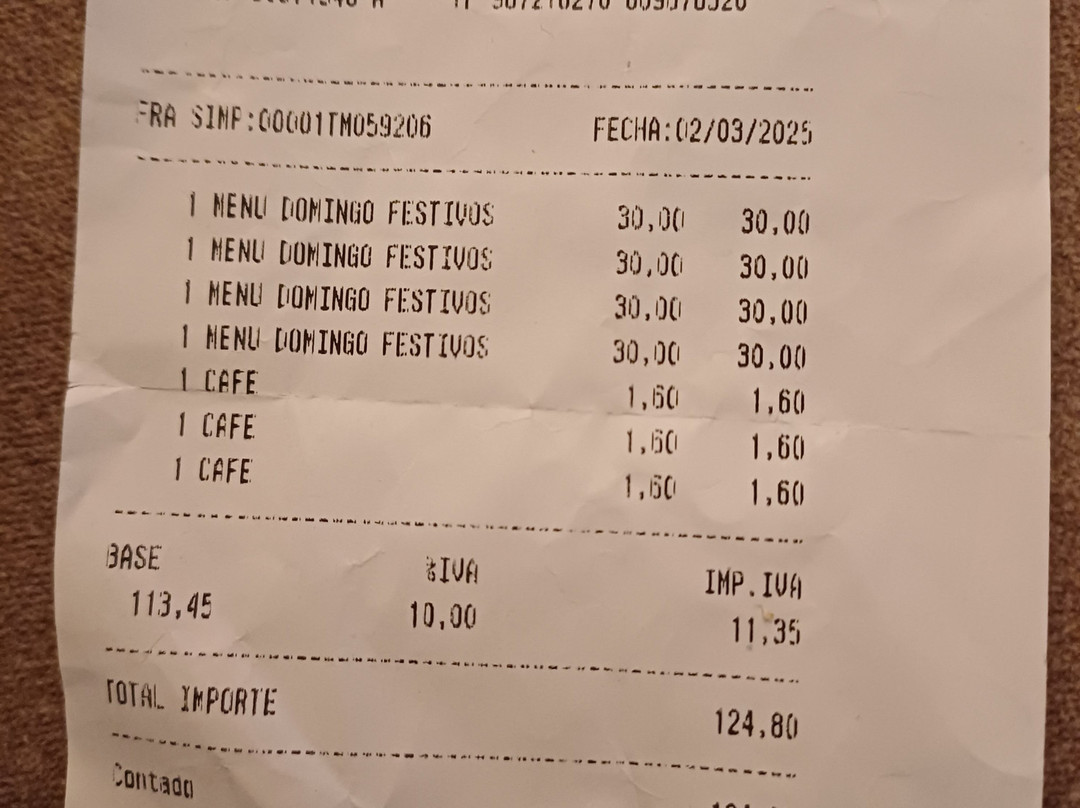 FRA SIMP:00001TM059206 FECHA:02/03/2025
1 MENU DOMINGO FESTIVOS 30,00 30,00
1 MENU DOMINGO FESTIVOS 30,00 30,00
1 MENU DOMINGO FESTIVOS 30,00 30,00
1 MENU DOMINGO FESTIVOS 30,00 30,00
1 CAFE 1,60 1,60
1 CAFE 1,60 1,60
1 CAFE 1,60 1,60
BASE %IVA IMP.IVA
113,45 10,00 11,35
TOTAL IMPORTE 124,80
Contado